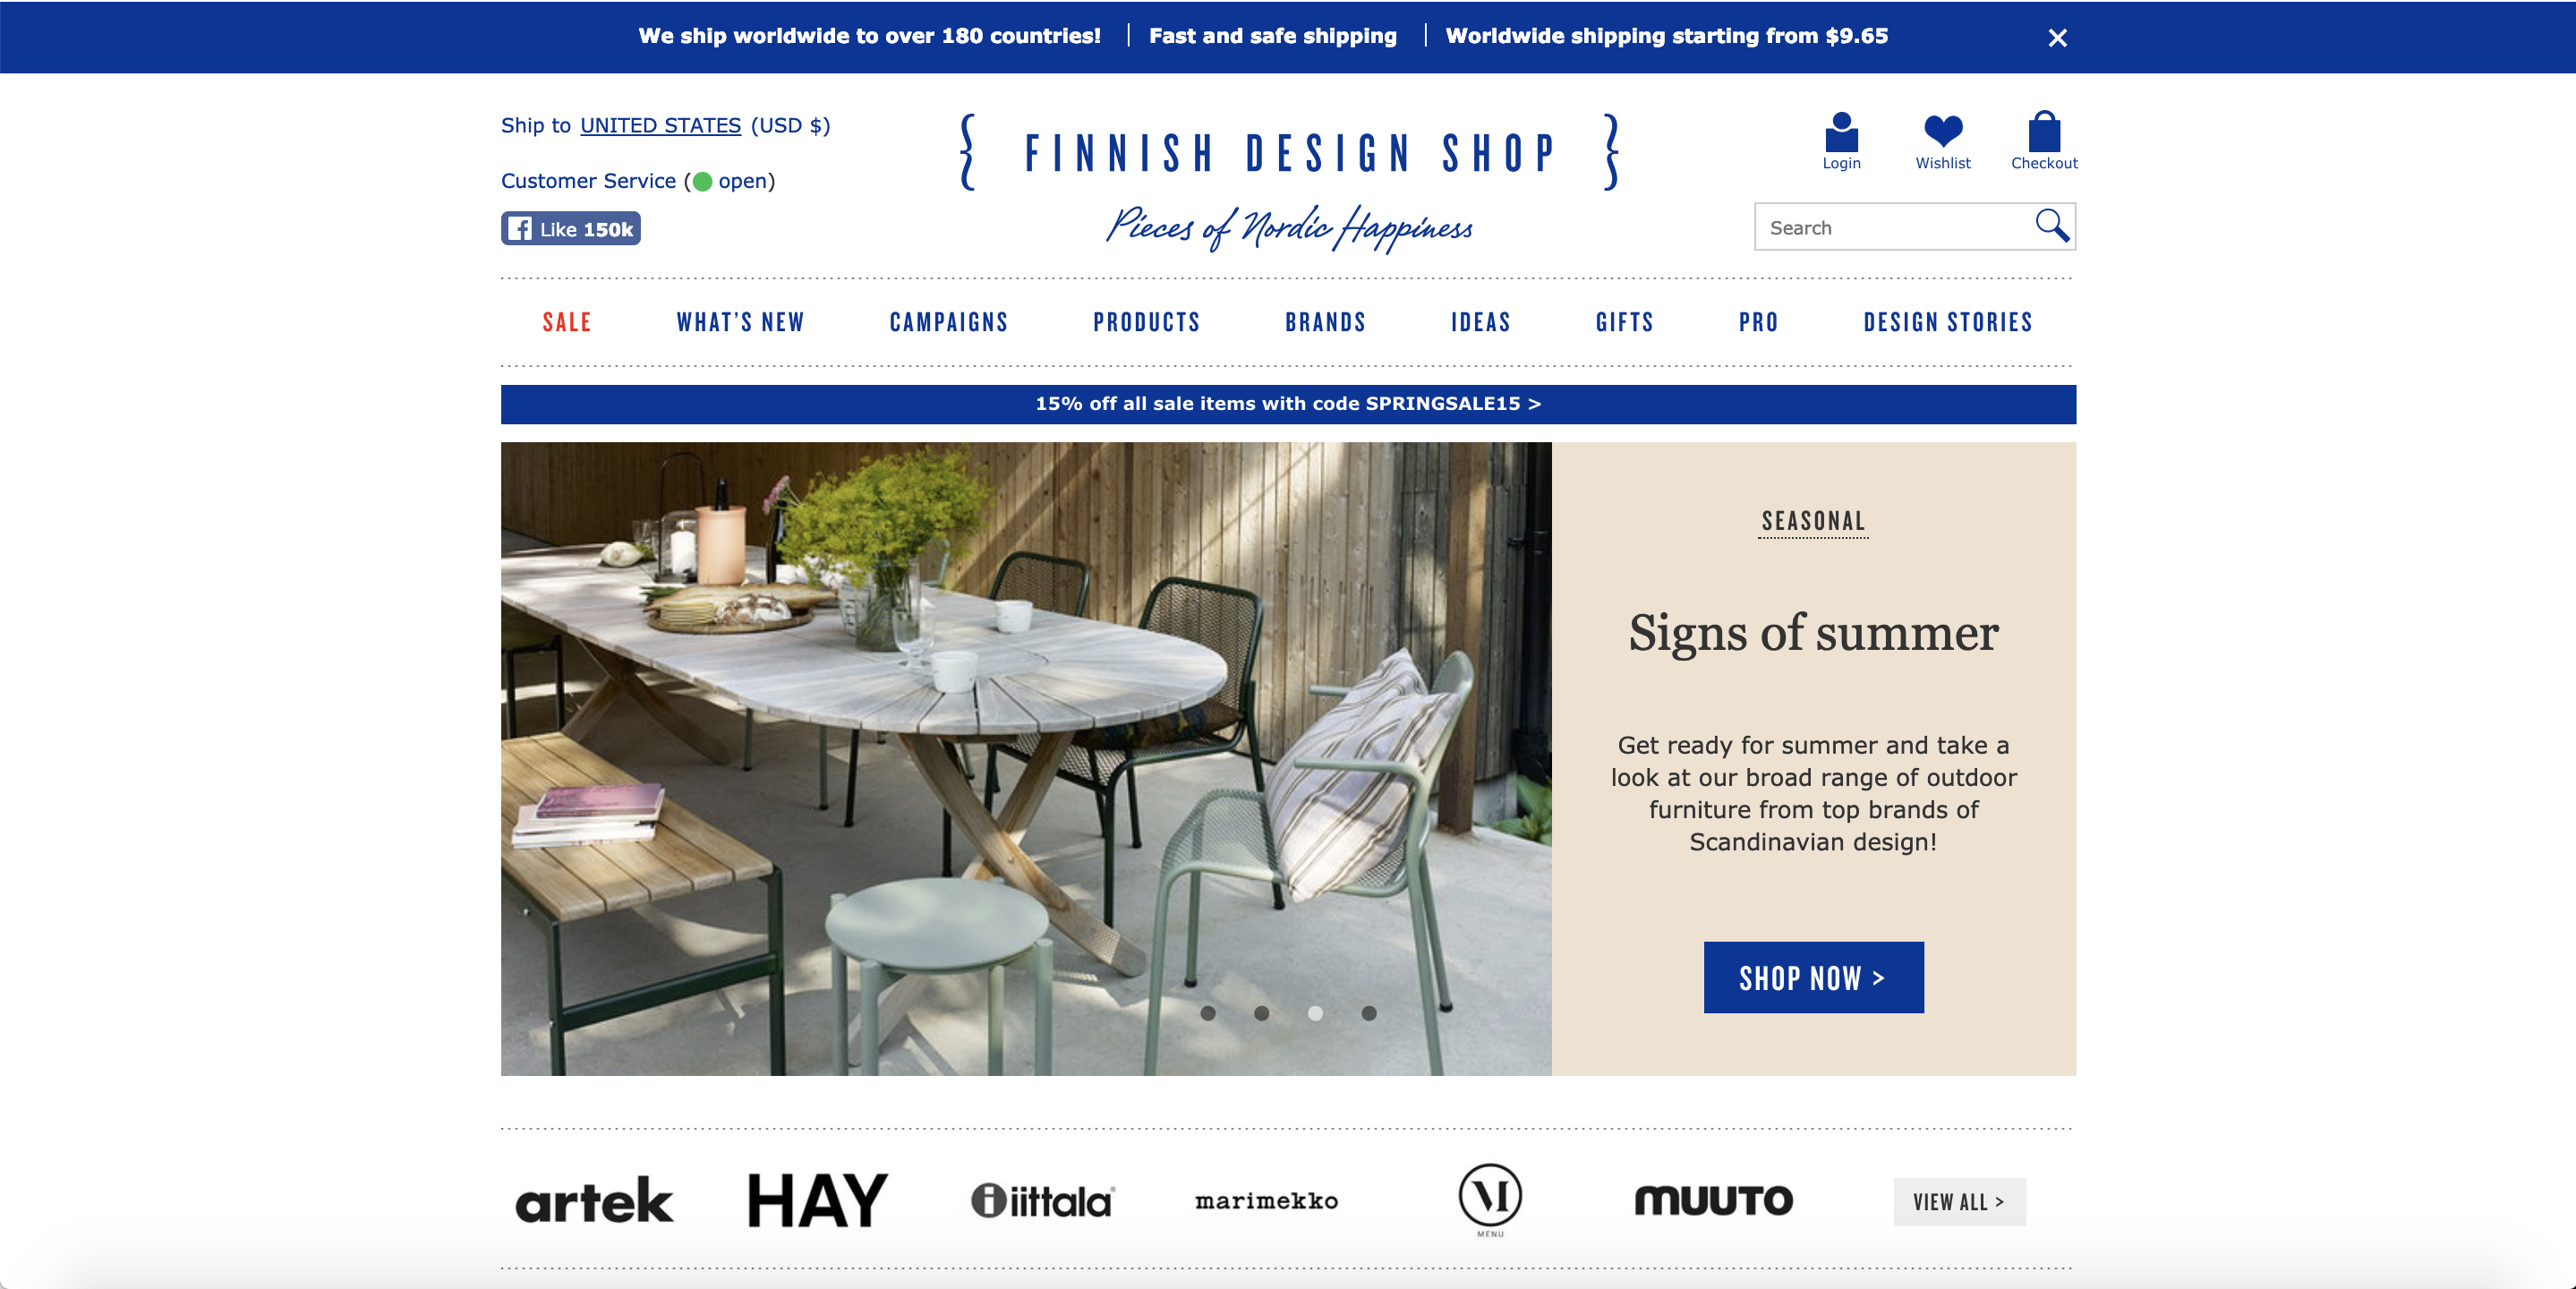 We ship worldwide to over 180 countries!
Fast and safe shipping
Worldwide shipping starting from $9.65
Ship to UNITED STATES (USD $)
Customer Service (open)
Like 150k
{ FINNISH DESIGN SHOP }
Pieces of Nordic Happiness
Login
Wishlist
Checkout
Search
SALE
WHAT'S NEW
CAMPAIGNS
PRODUCTS
BRANDS
IDEAS
GIFTS
PRO
DESIGN STORIES
15% off all sale items with code SPRINGSALE15 >
SEASONAL
Signs of summer
Get ready for summer and take a
look at our broad range of outdoor
furniture from top brands of
Scandinavian design!
SHOP NOW >
artek
HAY
iittala
marimekko
MENU
MUUTO
VIEW ALL >